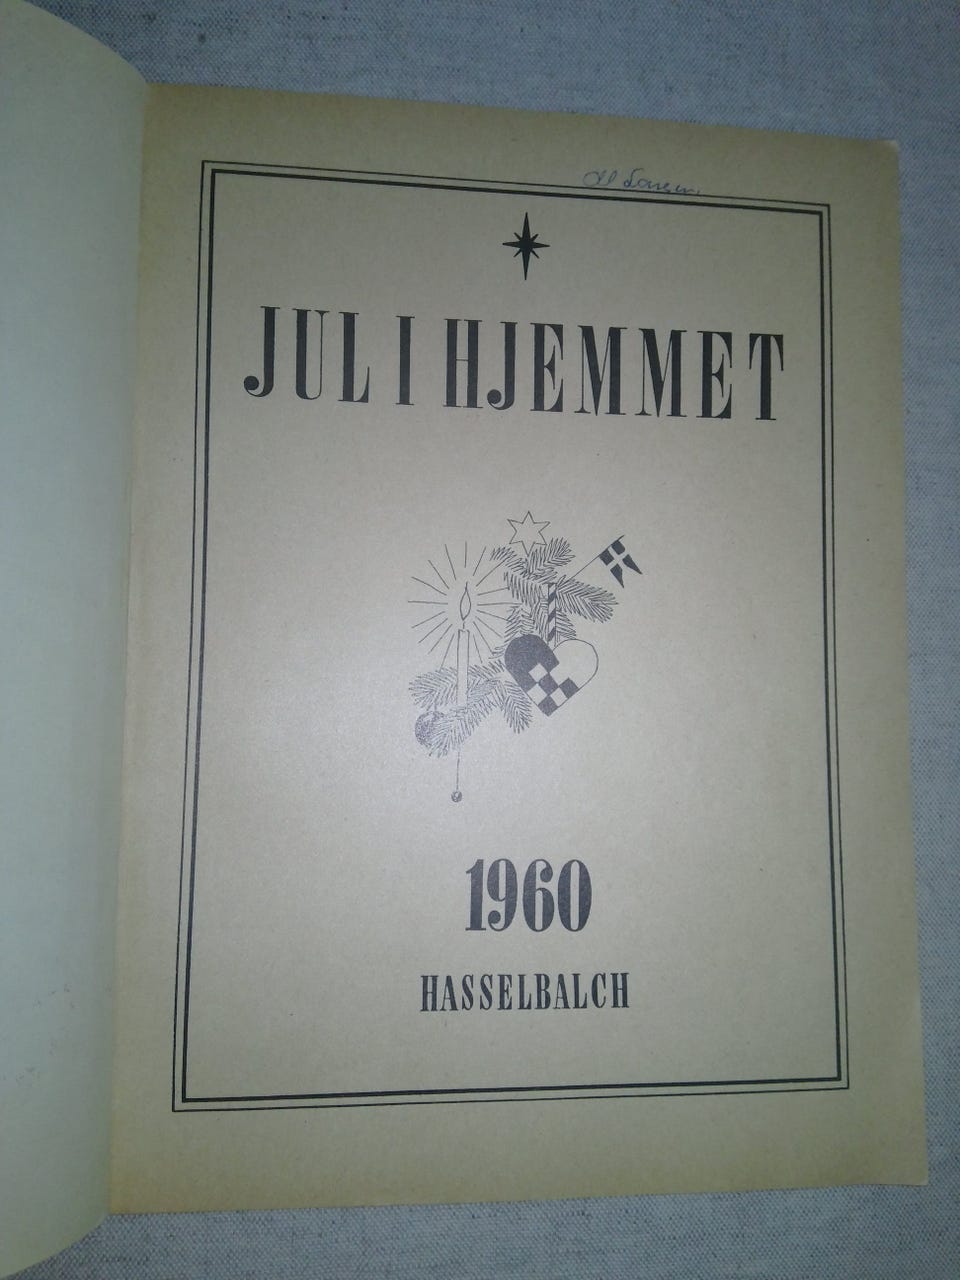 JUL I HJEMMET
1960
HASSELBALCH